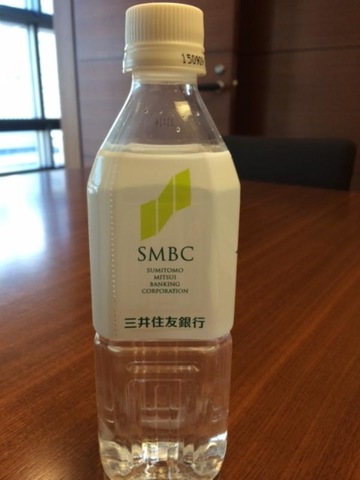 SMBC
SUMITOMO
MITSUI
BANKING
CORPORATION
三井住友銀行